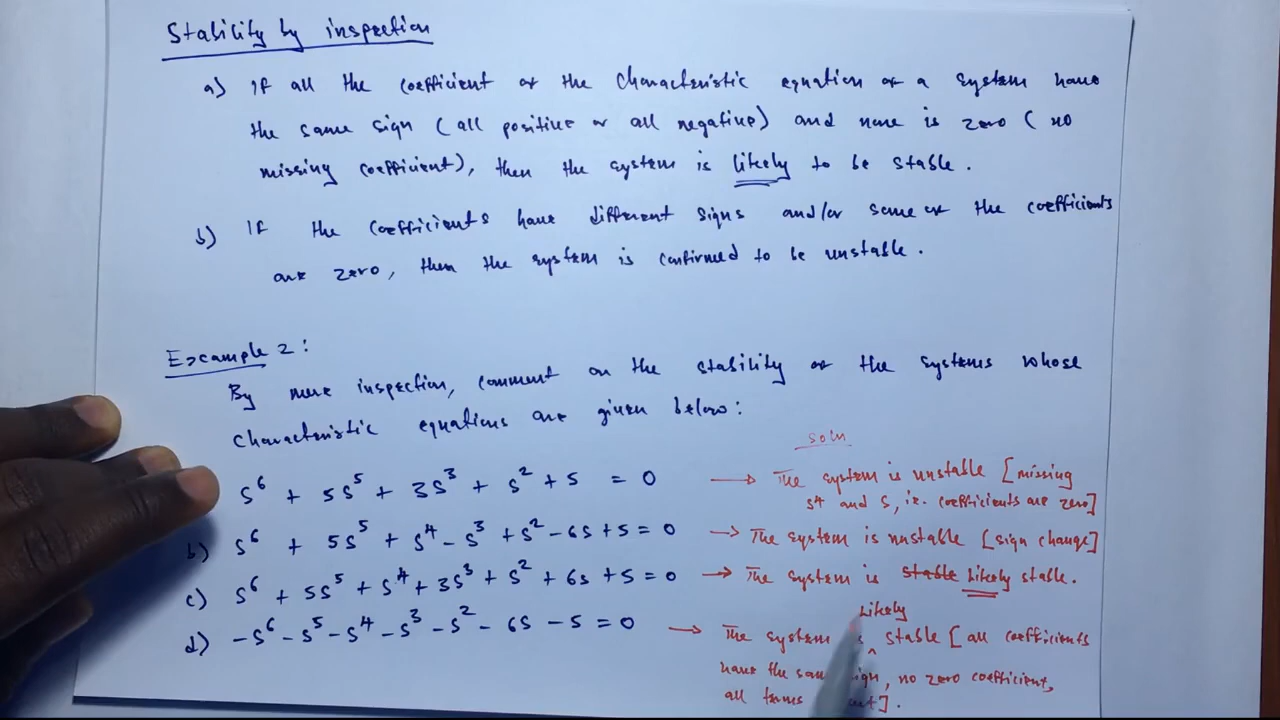 Stability by inspection
a) If all the coefficient of the characteristic equation of a system have
the same sign (all positive or all negative) and none is zero (no
missing coefficient), then the system is likely to be stable.
b) If the coefficients have different signs and/or some of the coefficients
are zero, then the system is confirmed to be unstable.
Example 2:
By mere inspection, comment on the stability of the systems whose
characteristic equations are given below:
soln
s⁶ + 5s⁵ + 3s³ + s² + 5 = 0 → The system is unstable [missing
s⁴ and s, i.e. coefficients are zero]
b) s⁶ + 5s⁵ + s⁴ - s³ + s² - 6s + 5 = 0 → The system is unstable [sign change]
c) s⁶ + 5s⁵ + s⁴ + 3s³ + s² + 6s + 5 = 0 → The system is stable likely stable.
likely
d) -s⁶ - s⁵ - s⁴ - s³ - s² - 6s - 5 = 0 → The system ^ stable [all coefficients
have the no zero coefficient,
all terms